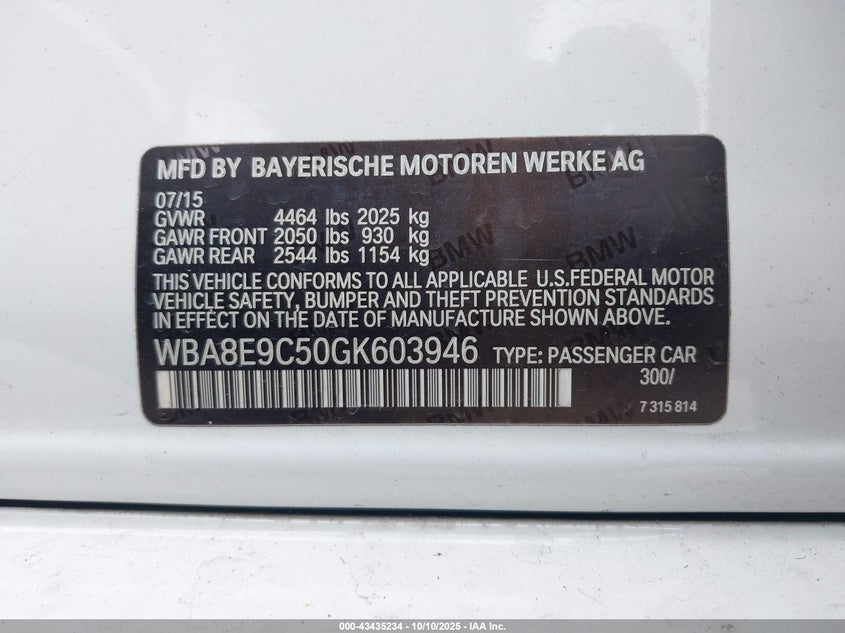 MFD BY BAYERISCHE MOTOREN WERKE AG
07/15
GVWR 4464 lbs 2025 kg
GAWR FRONT 2050 lbs 930 kg
GAWR REAR 2544 lbs 1154 kg
THIS VEHICLE CONFORMS TO ALL APPLICABLE U.S.FEDERAL MOTOR
VEHICLE SAFETY, BUMPER AND THEFT PREVENTION STANDARDS
IN EFFECT ON THE DATE OF MANUFACTURE SHOWN ABOVE.
WBA8E9C50GK603946 TYPE: PASSENGER CAR
300/
7 315 814
000-43435234 - 10/10/2025 - IAA Inc.